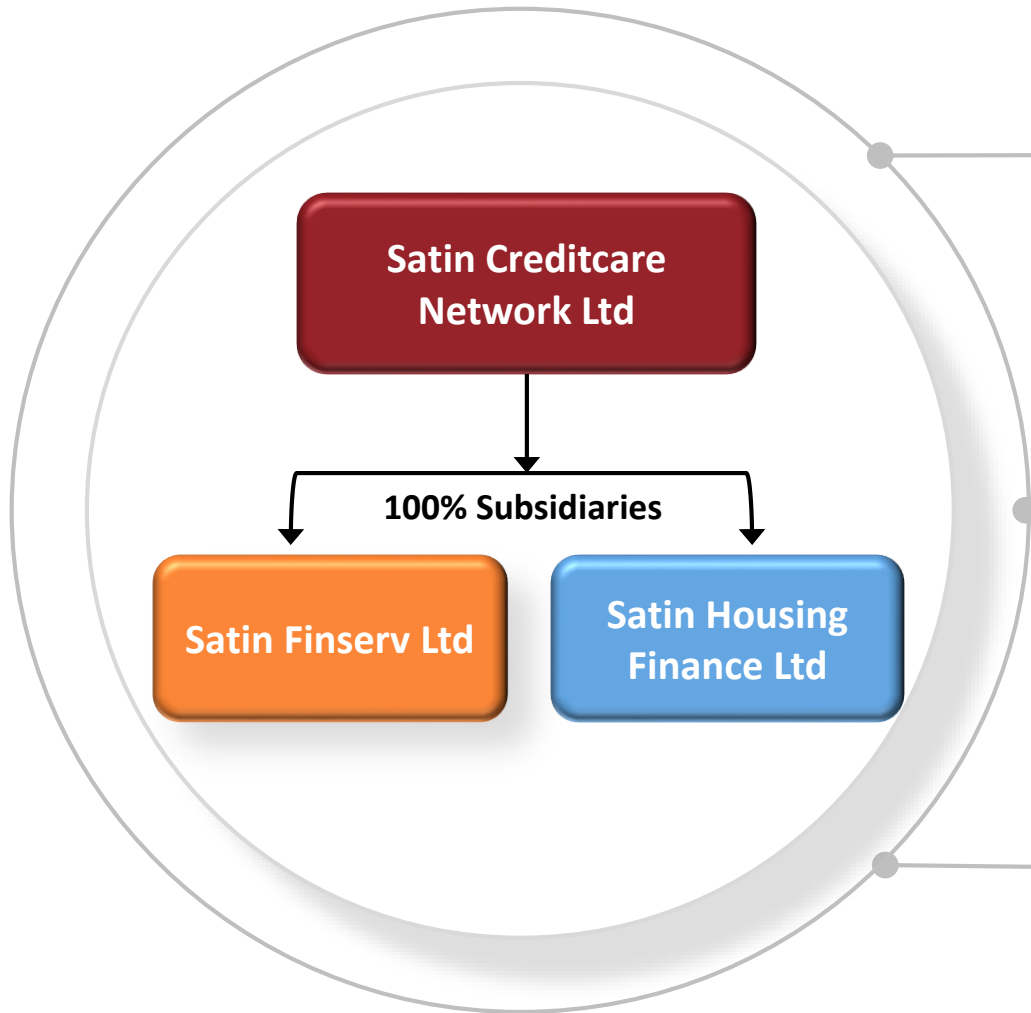 Satin Creditcare
Network Ltd
100% Subsidiaries
Satin Finserv Ltd
Satin Housing
Finance Ltd